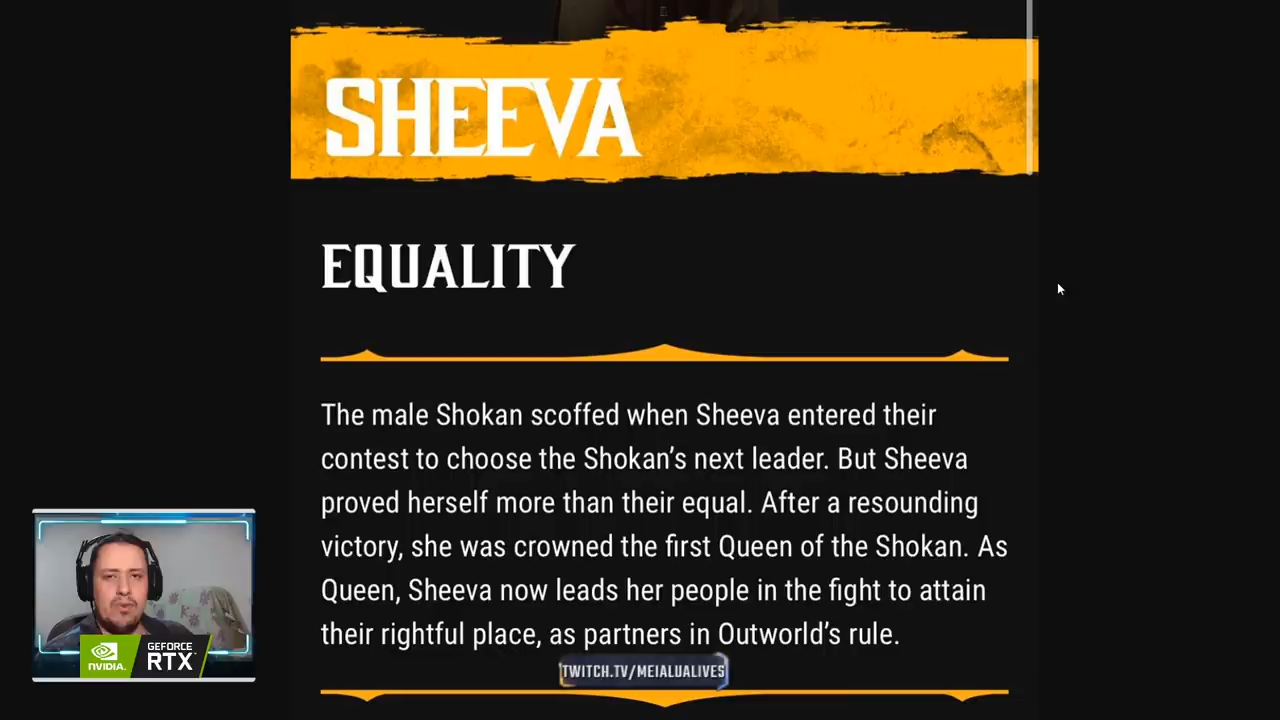 SHEEVA
EQUALITY
The male Shokan scoffed when Sheeva entered their
contest to choose the Shokan’s next leader. But Sheeva
proved herself more than their equal. After a resounding
victory, she was crowned the first Queen of the Shokan. As
Queen, Sheeva now leads her people in the fight to attain
their rightful place, as partners in Outworld’s rule.
TWITCH.TV/MEIALUALIVES
NVIDIA.
GEFORCE
RTX